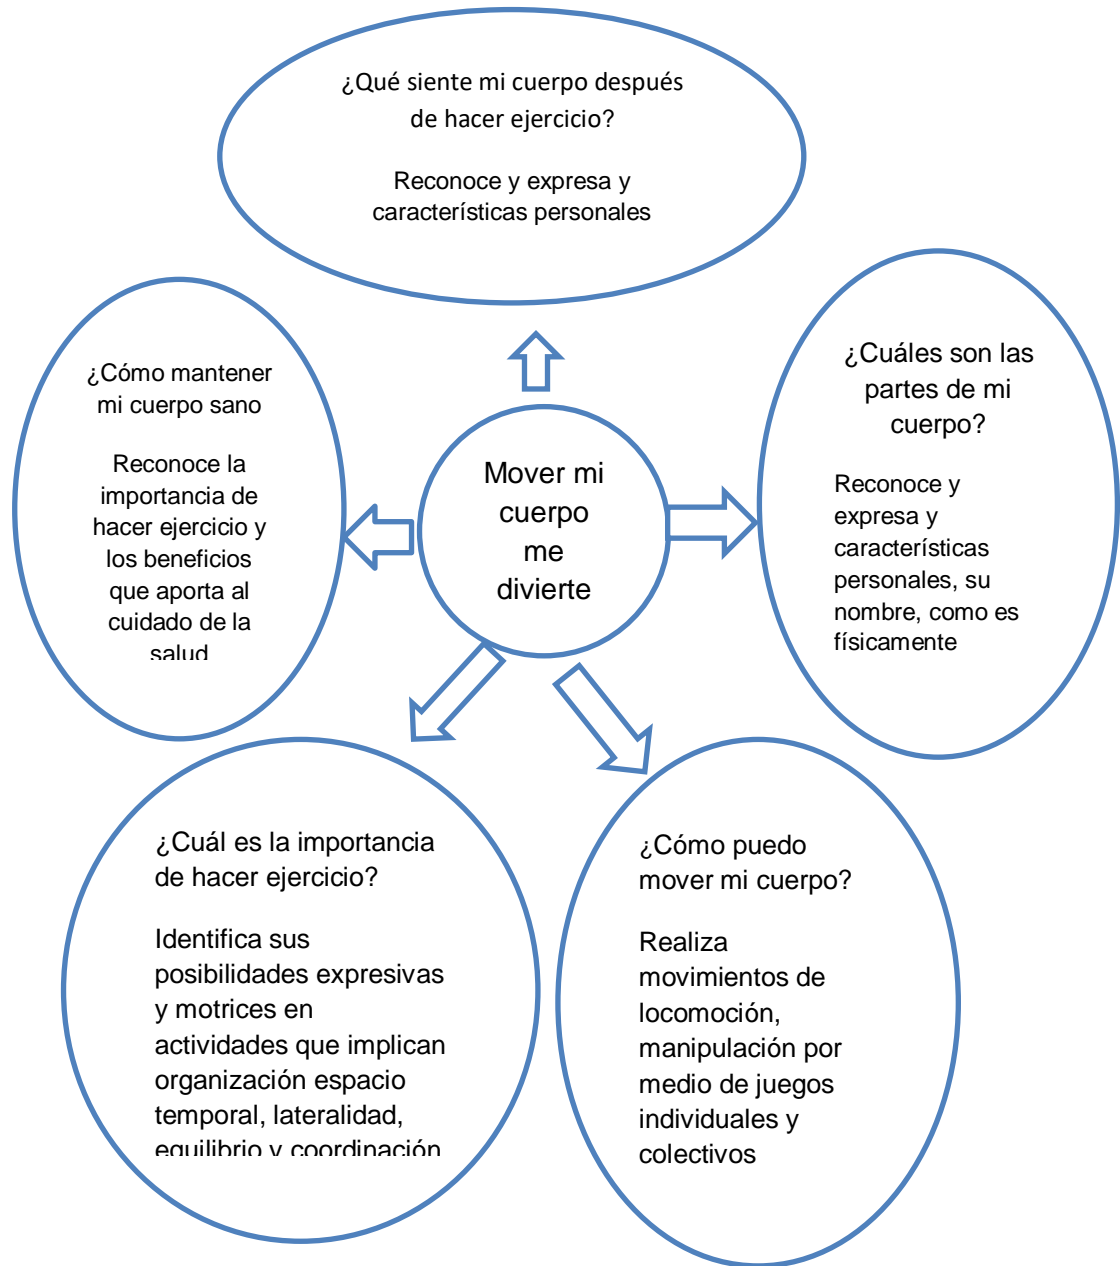 ¿Qué siente mi cuerpo después
de hacer ejercicio?
Reconoce y expresa y
características personales
¿Cómo mantener
mi cuerpo sano
Reconoce la
importancia de
hacer ejercicio y
los beneficios
que aporta al
cuidado de la
salud
Mover mi
cuerpo
me
divierte
¿Cuáles son las
partes de mi
cuerpo?
Reconoce y
expresa y
características
personales, su
nombre, como es
físicamente
¿Cuál es la importancia
de hacer ejercicio?
Identifica sus
posibilidades expresivas
y motrices en
actividades que implican
organización espacio
temporal, lateralidad,
equilibrio y coordinación
¿Cómo puedo
mover mi cuerpo?
Realiza
movimientos de
locomoción,
manipulación por
medio de juegos
individuales y
colectivos